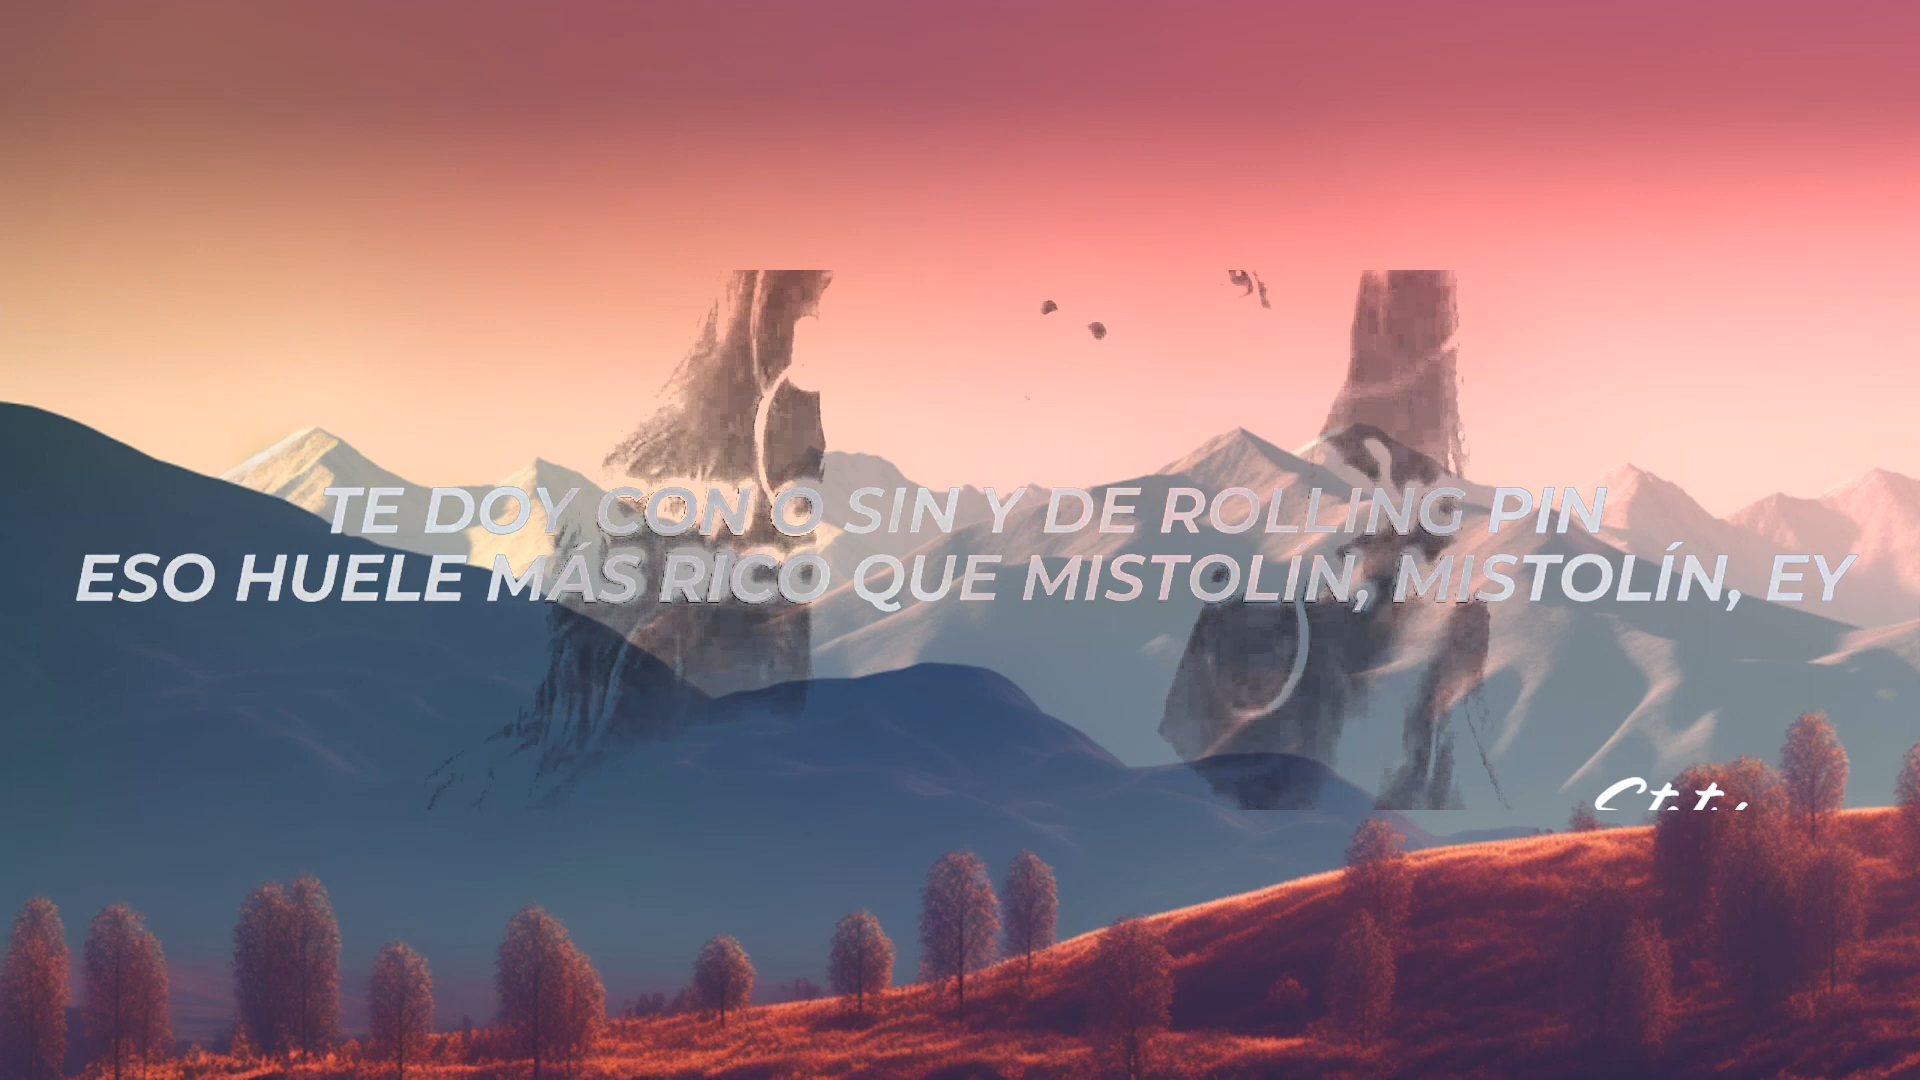 TE DOY CON O SIN Y DE ROLLING PIN
ESO HUELE MÁS RICO QUE MISTOLIN, MISTOLÍN, EY